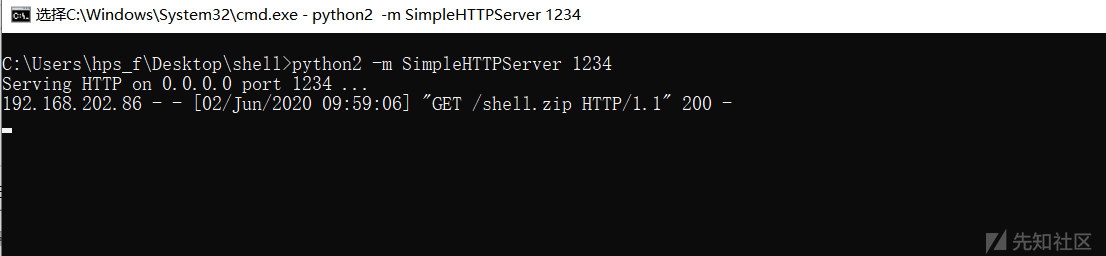 选择C:\Windows\System32\cmd.exe - python2 -m SimpleHTTPServer 1234
C:\Users\hps_f\Desktop\shell>python2 -m SimpleHTTPServer 1234
Serving HTTP on 0.0.0.0 port 1234 ...
192.168.202.86 - - [02/Jun/2020 09:59:06] "GET /shell.zip HTTP/1.1" 200 -
先知社区